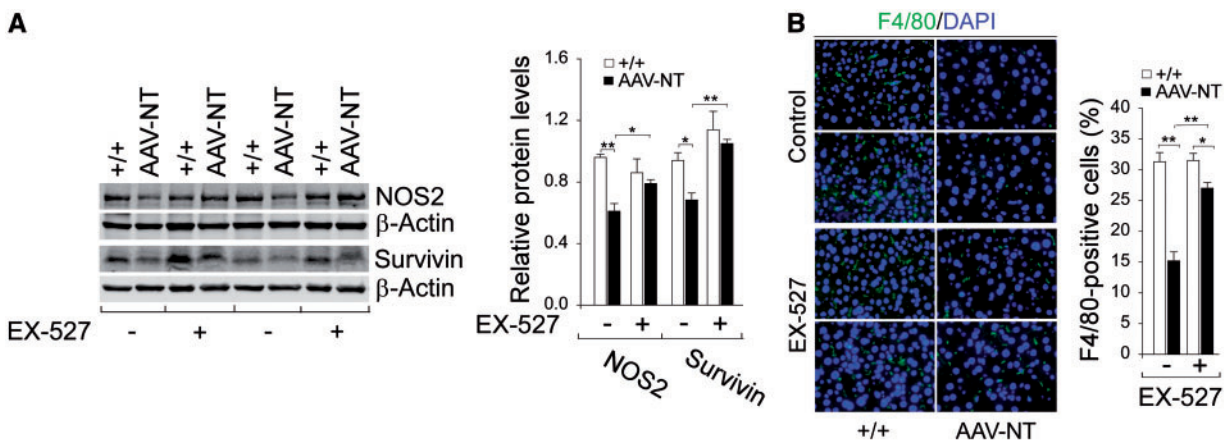 A
+/+
AAV-NT
+/+
AAV-NT
+/+
AAV-NT
+/+
AAV-NT
NOS2
β-Actin
Survivin
β-Actin
EX-527
-
+
-
+
Relative protein levels
1.6
1.2
0.8
0.4
0.0
+/+
AAV-NT
**
*
*
**
EX-527
-
+
-
+
NOS2
Survivin
B
F4/80/DAPI
Control
EX-527
+/+
AAV-NT
F4/80-positive cells (%)
+/+
AAV-NT
40
35
30
25
20
15
10
5
0
**
**
*
-
+
EX-527